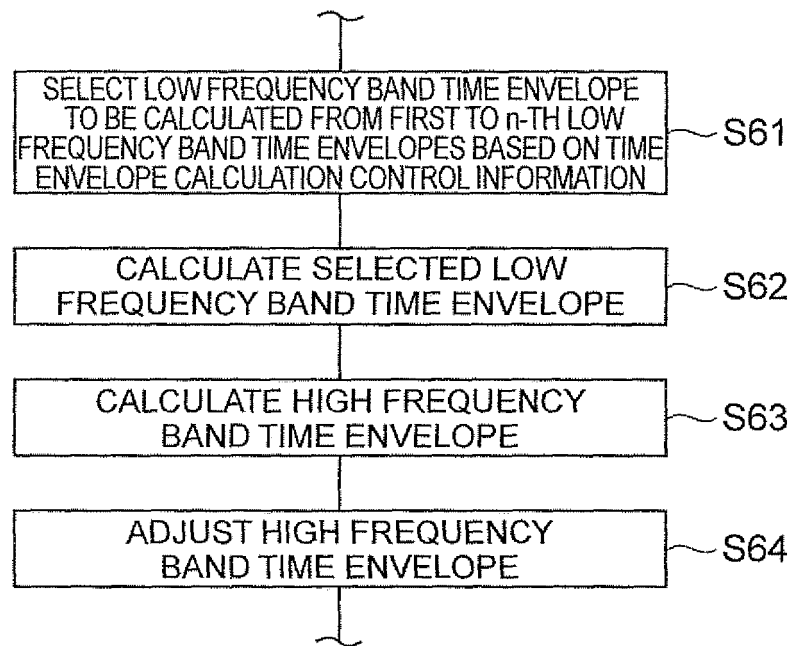 SELECT LOW FREQUENCY BAND TIME ENVELOPE
TO BE CALCULATED FROM FIRST TO n-TH LOW
FREQUENCY BAND TIME ENVELOPES BASED ON TIME
ENVELOPE CALCULATION CONTROL INFORMATION
S61
CALCULATE SELECTED LOW
FREQUENCY BAND TIME ENVELOPE
S62
CALCULATE HIGH FREQUENCY
BAND TIME ENVELOPE
S63
ADJUST HIGH FREQUENCY
BAND TIME ENVELOPE
S64